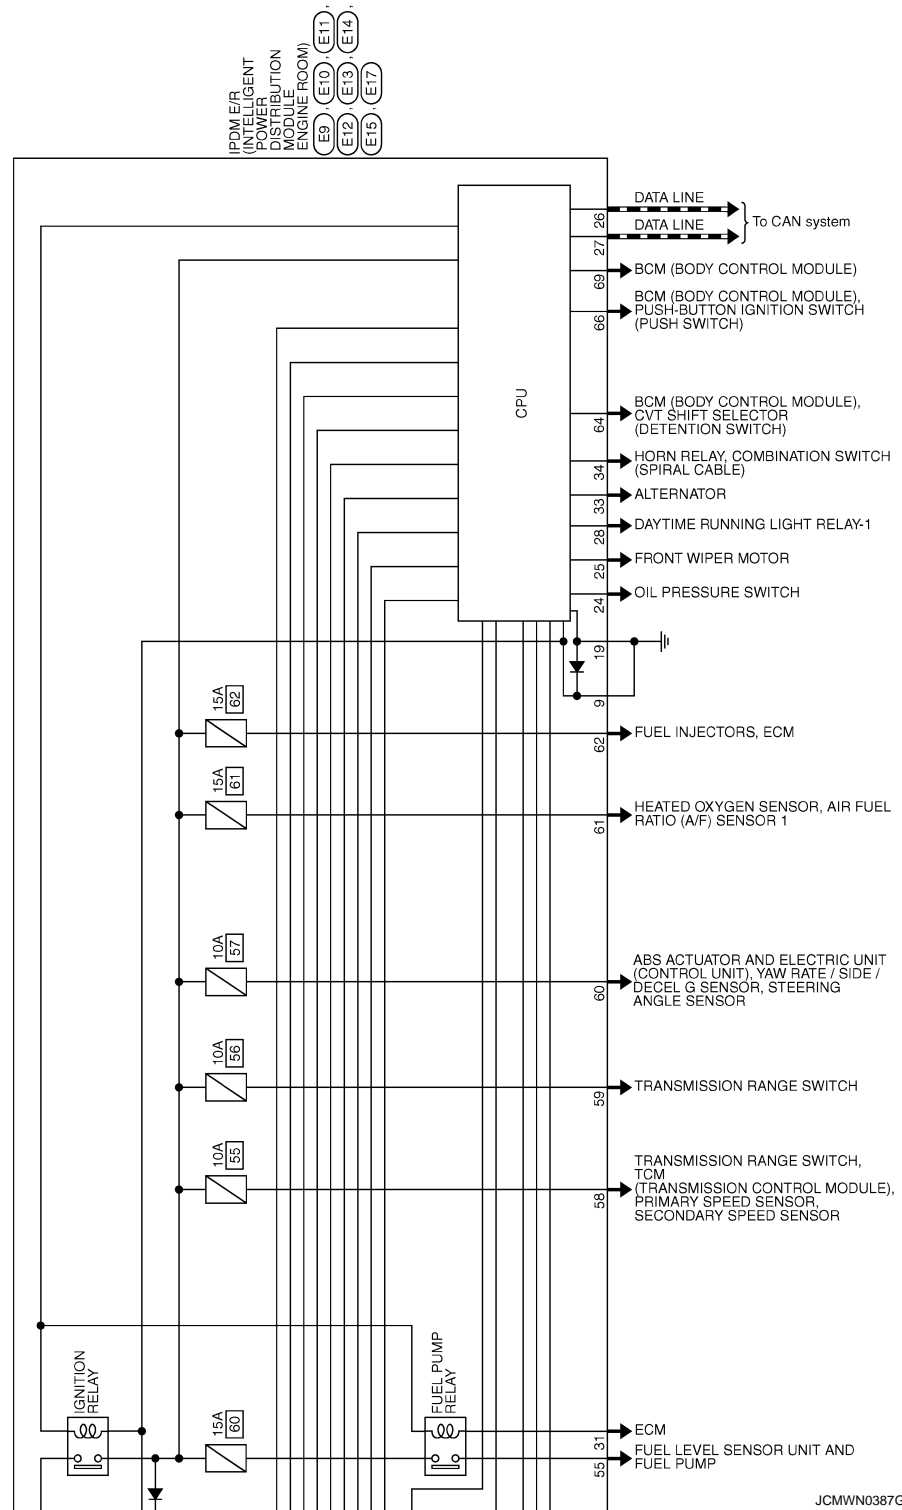 IPDM E/R
(INTELLIGENT
POWER
DISTRIBUTION
MODULE
ENGINE ROOM)
E9 , E10 , E11 ,
E12 , E13 , E14 ,
E15 , E17
CPU
DATA LINE
26
DATA LINE
27
To CAN system
69
BCM (BODY CONTROL MODULE)
66
BCM (BODY CONTROL MODULE),
PUSH-BUTTON IGNITION SWITCH
(PUSH SWITCH)
64
BCM (BODY CONTROL MODULE),
CVT SHIFT SELECTOR
(DETENTION SWITCH)
34
HORN RELAY, COMBINATION SWITCH
(SPIRAL CABLE)
33
ALTERNATOR
28
DAYTIME RUNNING LIGHT RELAY-1
25
FRONT WIPER MOTOR
24
OIL PRESSURE SWITCH
19
9
15A
62
62
FUEL INJECTORS, ECM
15A
61
61
HEATED OXYGEN SENSOR, AIR FUEL
RATIO (A/F) SENSOR 1
10A
57
60
ABS ACTUATOR AND ELECTRIC UNIT
(CONTROL UNIT), YAW RATE / SIDE /
DECEL G SENSOR, STEERING
ANGLE SENSOR
10A
56
59
TRANSMISSION RANGE SWITCH
10A
55
58
TRANSMISSION RANGE SWITCH,
TCM
(TRANSMISSION CONTROL MODULE),
PRIMARY SPEED SENSOR,
SECONDARY SPEED SENSOR
IGNITION
RELAY
15A
60
FUEL PUMP
RELAY
31
ECM
55
FUEL LEVEL SENSOR UNIT AND
FUEL PUMP
JCMWN0387G